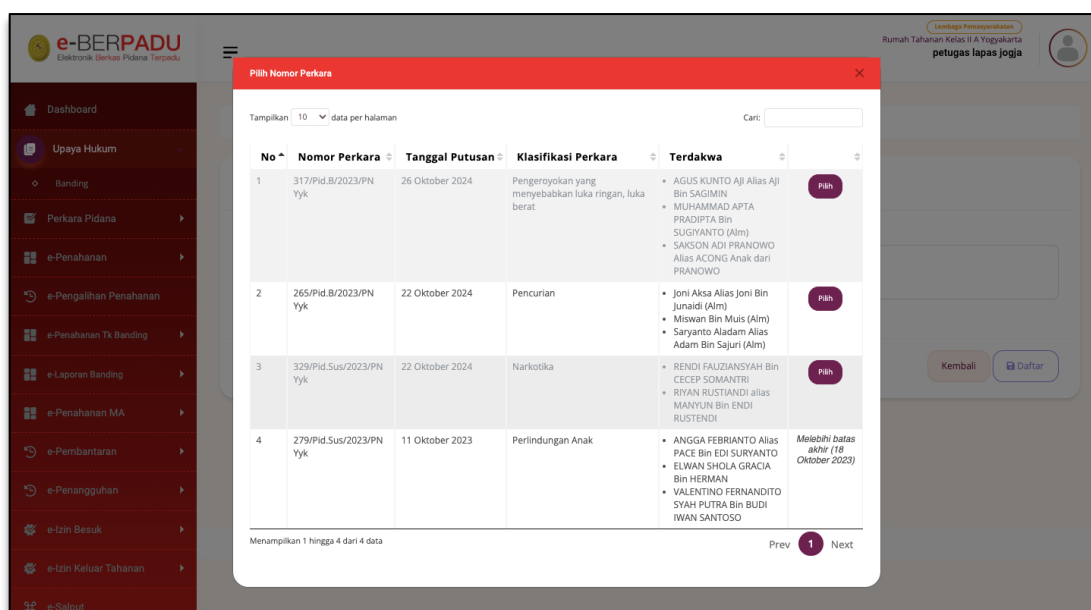 e-BERPADU
Elektronik Berkas Pidana Terpadu
Lembaga Pemasyarakatan
Rumah Tahanan Kelas II A Yogyakarta
petugas lapas jogja
Dashboard
Upaya Hukum
Banding
Perkara Pidana
e-Penahanan
e-Pengalihan Penahanan
e-Penahanan Tk Banding
e-Laporan Banding
e-Penahanan MA
e-Pembantaran
e-Penangguhan
e-Izin Besuk
e-Izin Keluar Tahanan
e-Salput
Pilih Nomor Perkara
Tampilkan 10 data per halaman
Cari:
No Nomor Perkara Tanggal Putusan Klasifikasi Perkara Terdakwa
1 317/Pid.B/2023/PN 26 Oktober 2024 Pengeroyokan yang • AGUS KUNTO AJI Alias AJI Pilih
Yyk menyebabkan luka ringan, luka Bin SAGIMIN
berat • MUHAMMAD APTA
PRADIPTA Bin
SUGIYANTO (Alm)
• SAKSON ADI PRANOWO
Alias ACONG Anak dari
PRANOWO
2 265/Pid.B/2023/PN 22 Oktober 2024 Pencurian • Joni Aksa Alias Joni Bin Pilih
Yyk Junaidi (Alm)
• Miswan Bin Muis (Alm)
• Saryanto Aladam Alias
Adam Bin Sajuri (Alm)
3 329/Pid.Sus/2023/PN 22 Oktober 2024 Narkotika • RENDI FAUZIANSYAH Bin Pilih
Yyk CECEP SOMANTRI
• RIYAN RUSTIANDI alias
MANYUN Bin ENDI
RUSTENDI
4 279/Pid.Sus/2023/PN 11 Oktober 2023 Perlindungan Anak • ANGGA FEBRIANTO Alias Melebihi batas
Yyk PACE Bin EDI SURYANTO akhir (18
• ELWAN SHOLA GRACIA Oktober 2023)
Bin HERMAN
• VALENTINO FERNANDITO
SYAH PUTRA Bin BUDI
IWAN SANTOSO
Menampilkan 1 hingga 4 dari 4 data
Prev 1 Next
Kembali
Daftar